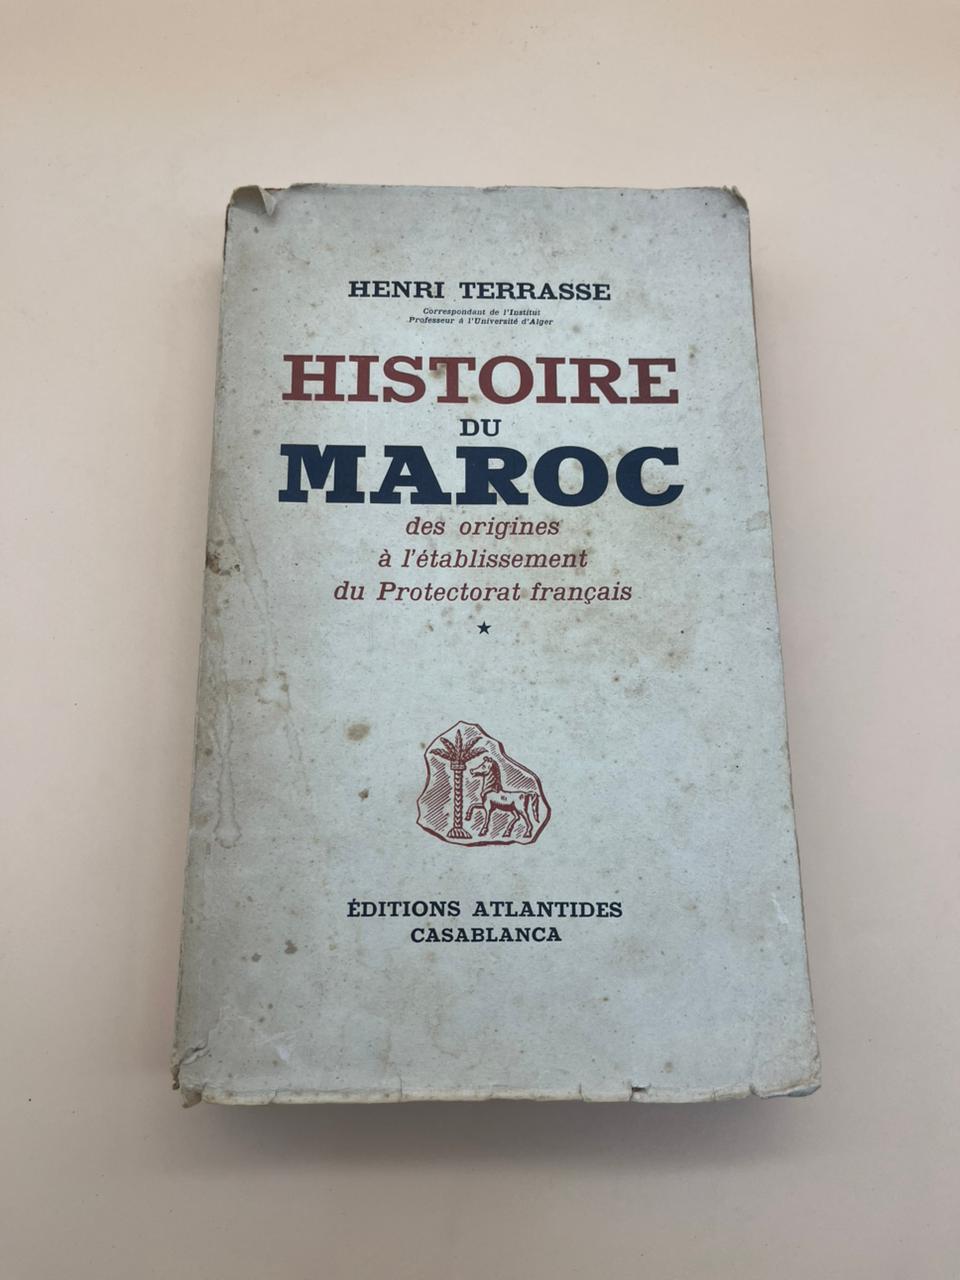 HENRI TERRASSE
Correspondant de l'Institut
Professeur à l'Université d'Alger
HISTOIRE
DU
MAROC
des origines
à l'établissement
du Protectorat français
★
ÉDITIONS ATLANTIDES
CASABLANCA